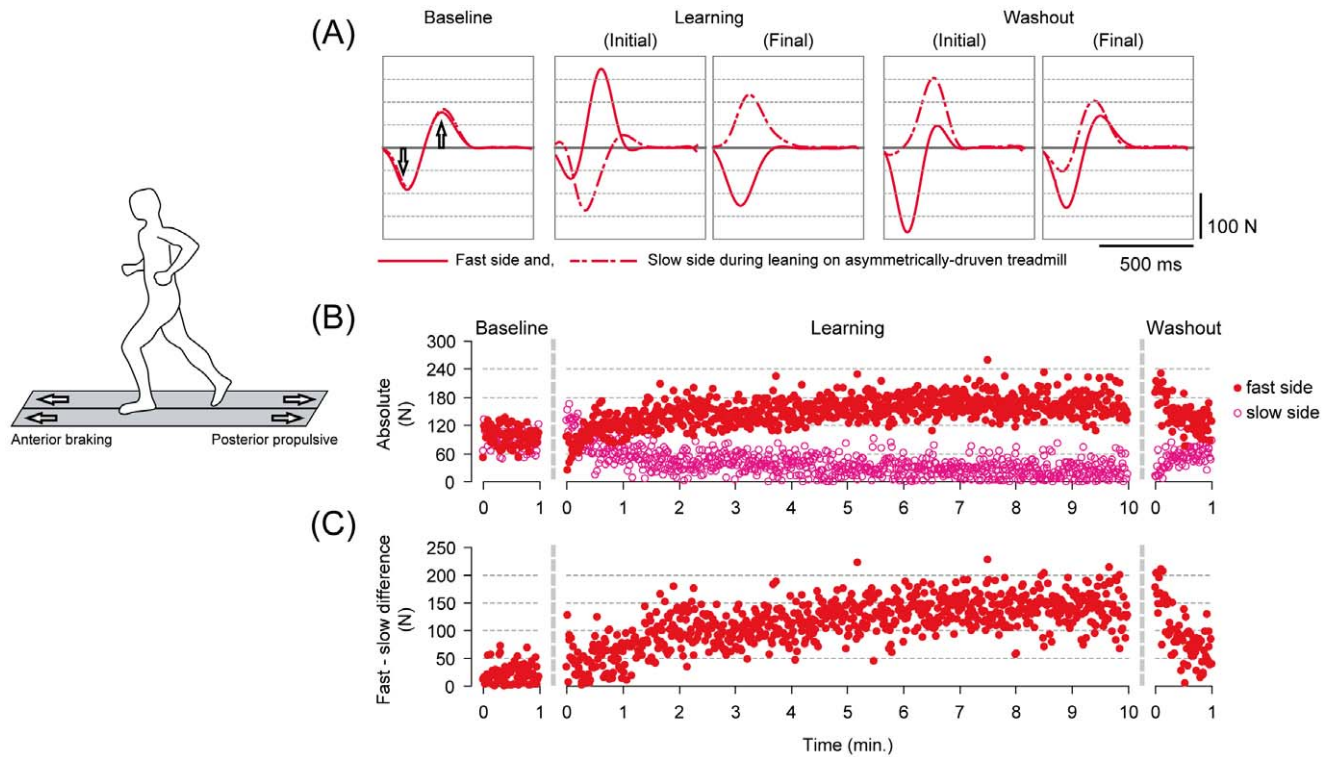 (A)
Baseline
Learning
Washout
(Initial)
(Final)
(Initial)
(Final)
100 N
500 ms
Fast side and,
Slow side during leaning on asymmetrically-druven treadmill
Anterior braking
Posterior propulsive
(B)
Baseline
Learning
Washout
Absolute
(N)
300
240
180
120
60
0
0 1
0 1 2 3 4 5 6 7 8 9 10
0 1
fast side
slow side
(C)
Fast - slow difference
(N)
250
200
150
100
50
0
0 1
0 1 2 3 4 5 6 7 8 9 10
0 1
Time (min.)